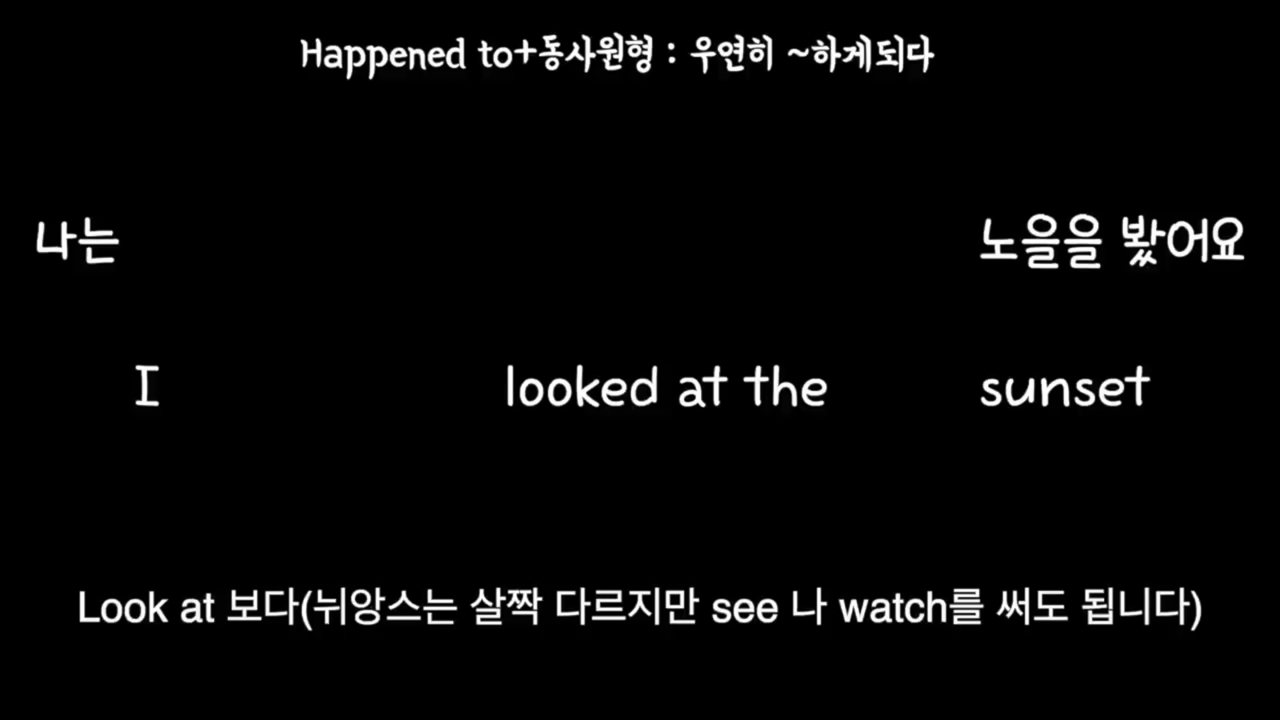 Happened to+동사원형 : 우연히 ~하게되다
나는 노을을 봤어요
I looked at the sunset
Look at 보다(뉘앙스는 살짝 다르지만 see 나 watch를 써도 됩니다)